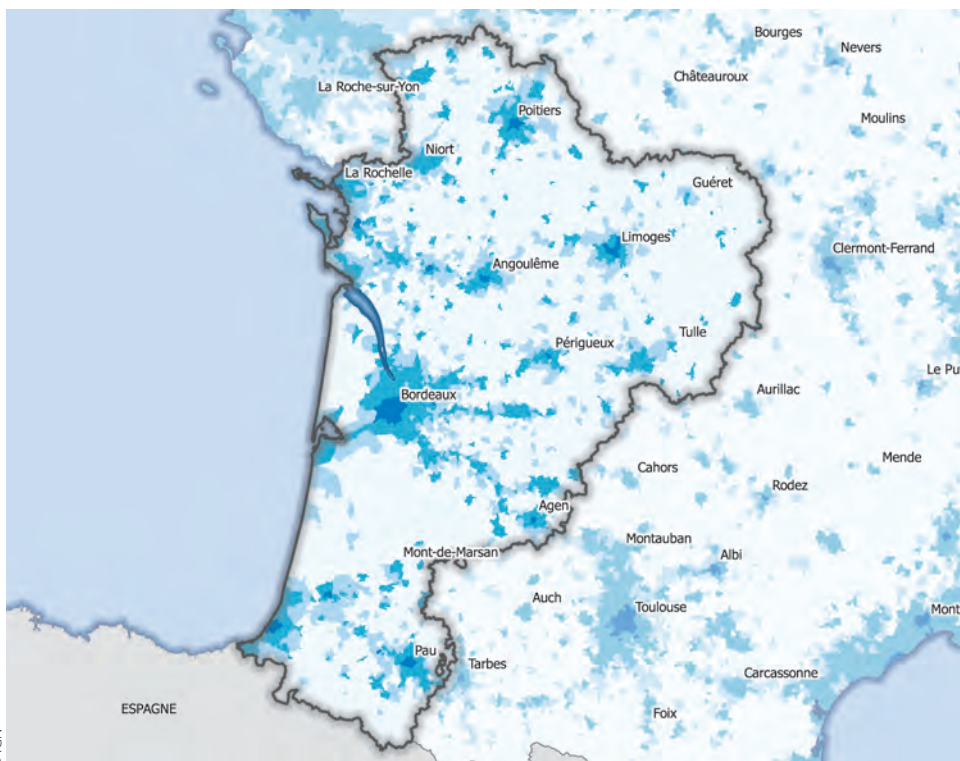 Bourges
Nevers
Châteauroux
La Roche-sur-Yon
Poitiers
Moulins
Niort
La Rochelle
Guéret
Limoges
Clermont-Ferrand
Angoulême
Tulle
Périgueux
Le Pu
Aurillac
Bordeaux
Mende
Cahors
Rodez
Agen
Montauban
Mont-de-Marsan
Albi
Auch
Toulouse
Mont
Pau
Tarbes
Carcassonne
ESPAGNE
Foix